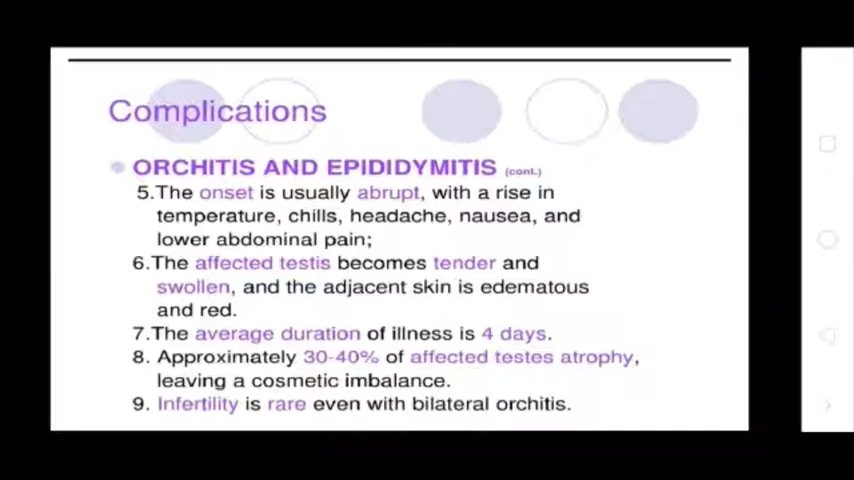 Complications
ORCHITIS AND EPIDIDYMITIS (cont.)
5.The onset is usually abrupt, with a rise in
temperature, chills, headache, nausea, and
lower abdominal pain;
6.The affected testis becomes tender and
swollen, and the adjacent skin is edematous
and red.
7.The average duration of illness is 4 days.
8. Approximately 30-40% of affected testes atrophy,
leaving a cosmetic imbalance.
9. Infertility is rare even with bilateral orchitis.